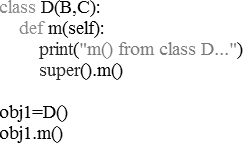 class D(B,C):
    def m(self):
        print("m() from class D...")
        super().m()
obj1=D()
obj1.m()